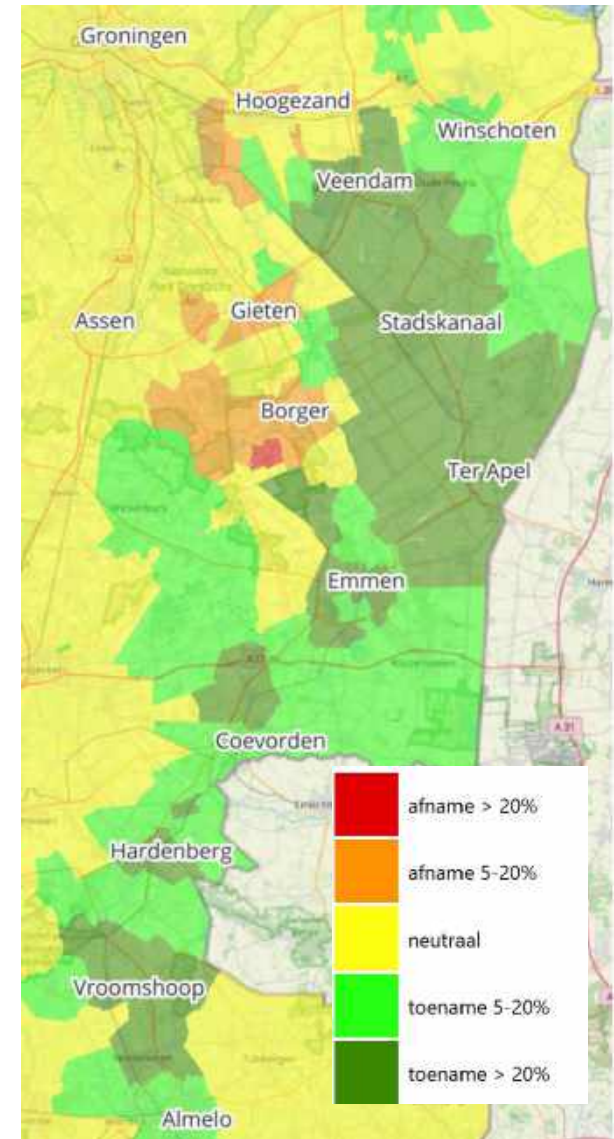 Groningen
Hoogezand
Winschoten
Veendam
Gieten
Assen
Stadskanaal
Borger
Ter Apel
Emmen
Coevorden
A 31
Hardenberg
Vroomshoop
Almelo
afname > 20%
afname 5-20%
neutraal
toename 5-20%
toename > 20%